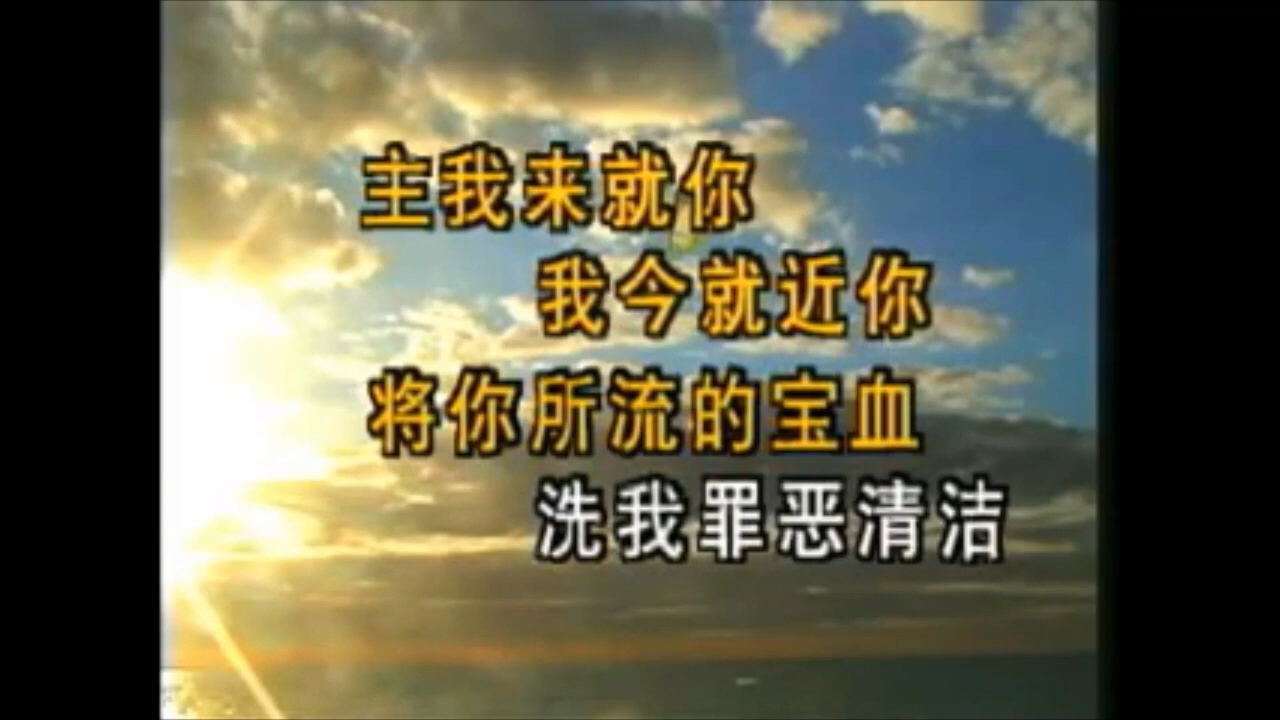 主我来就你
我今就近你
将你所流的宝血
洗我罪恶清洁